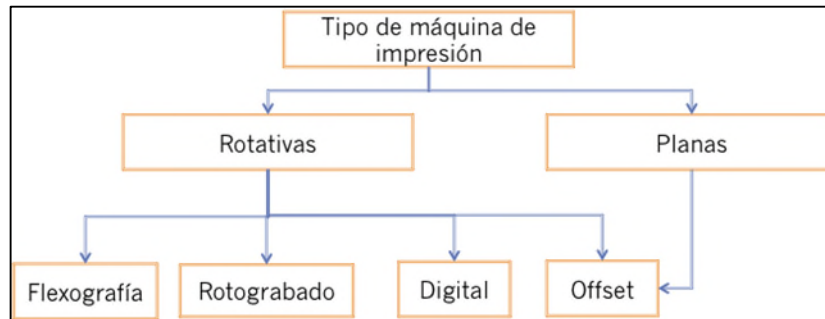 Tipo de máquina de
impresión
Rotativas
Planas
Flexografía
Rotograbado
Digital
Offset